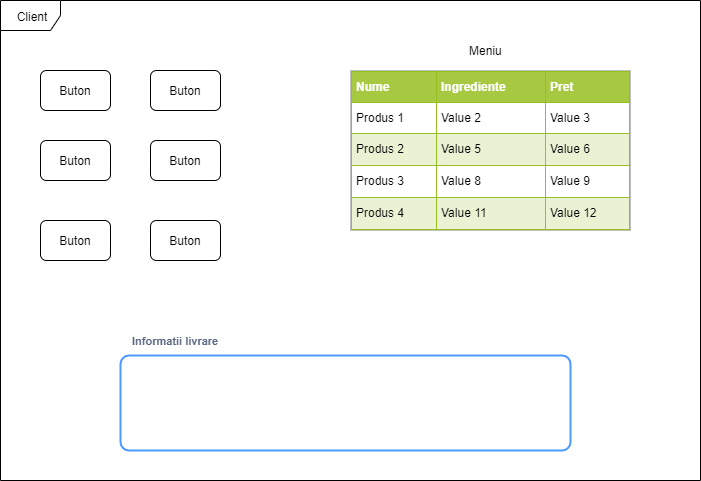 Client
Buton Buton
Buton Buton
Buton Buton
Meniu
Nume Ingrediente Pret
Produs 1 Value 2 Value 3
Produs 2 Value 5 Value 6
Produs 3 Value 8 Value 9
Produs 4 Value 11 Value 12
Informatii livrare